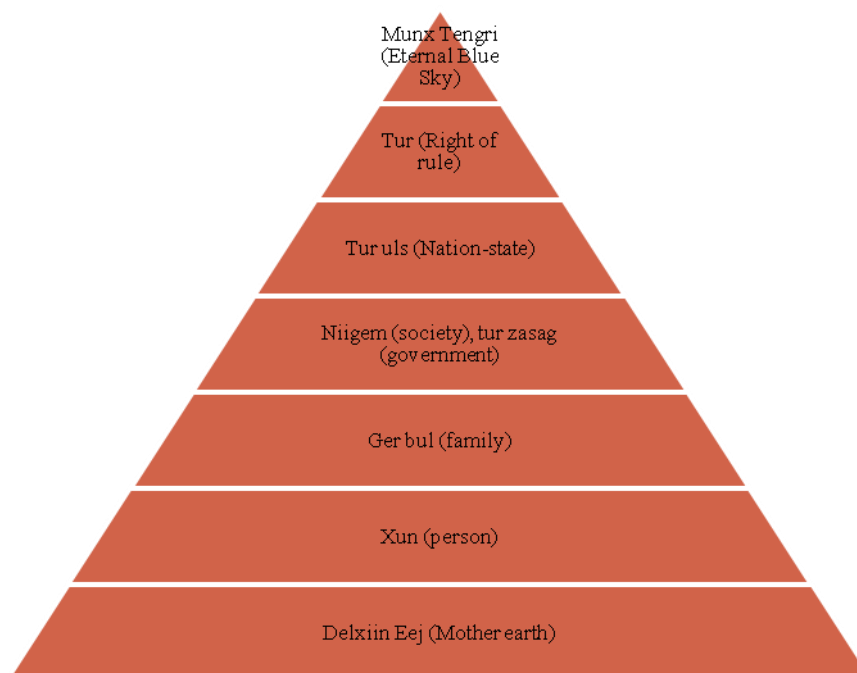 Munx Tengri
(Eternal Blue
Sky)
Tur (Right of
rule)
Tur uls (Nation-state)
Niigem (society), tur zasag
(government)
Ger bul (family)
Xun (person)
Delxiin Eej (Mother earth)